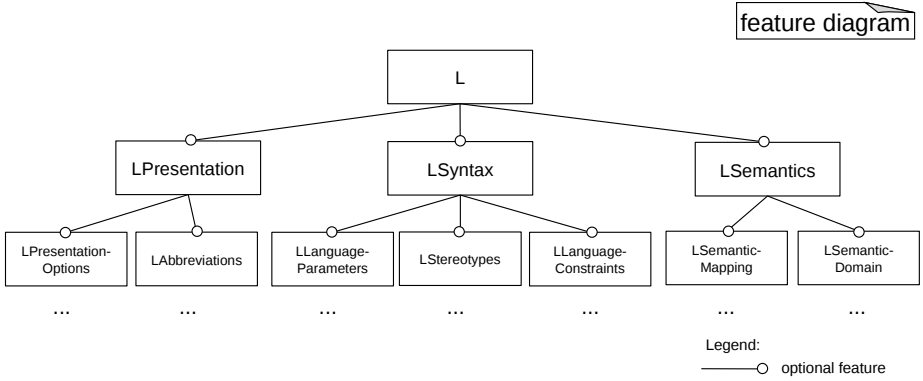 feature diagram
L
LPresentation
LSyntax
LSemantics
LPresentation-
Options
LAbbreviations
LLanguage-
Parameters
LStereotypes
LLanguage-
Constraints
LSemantic-
Mapping
LSemantic-
Domain
...
...
...
...
...
...
...
Legend:
optional feature